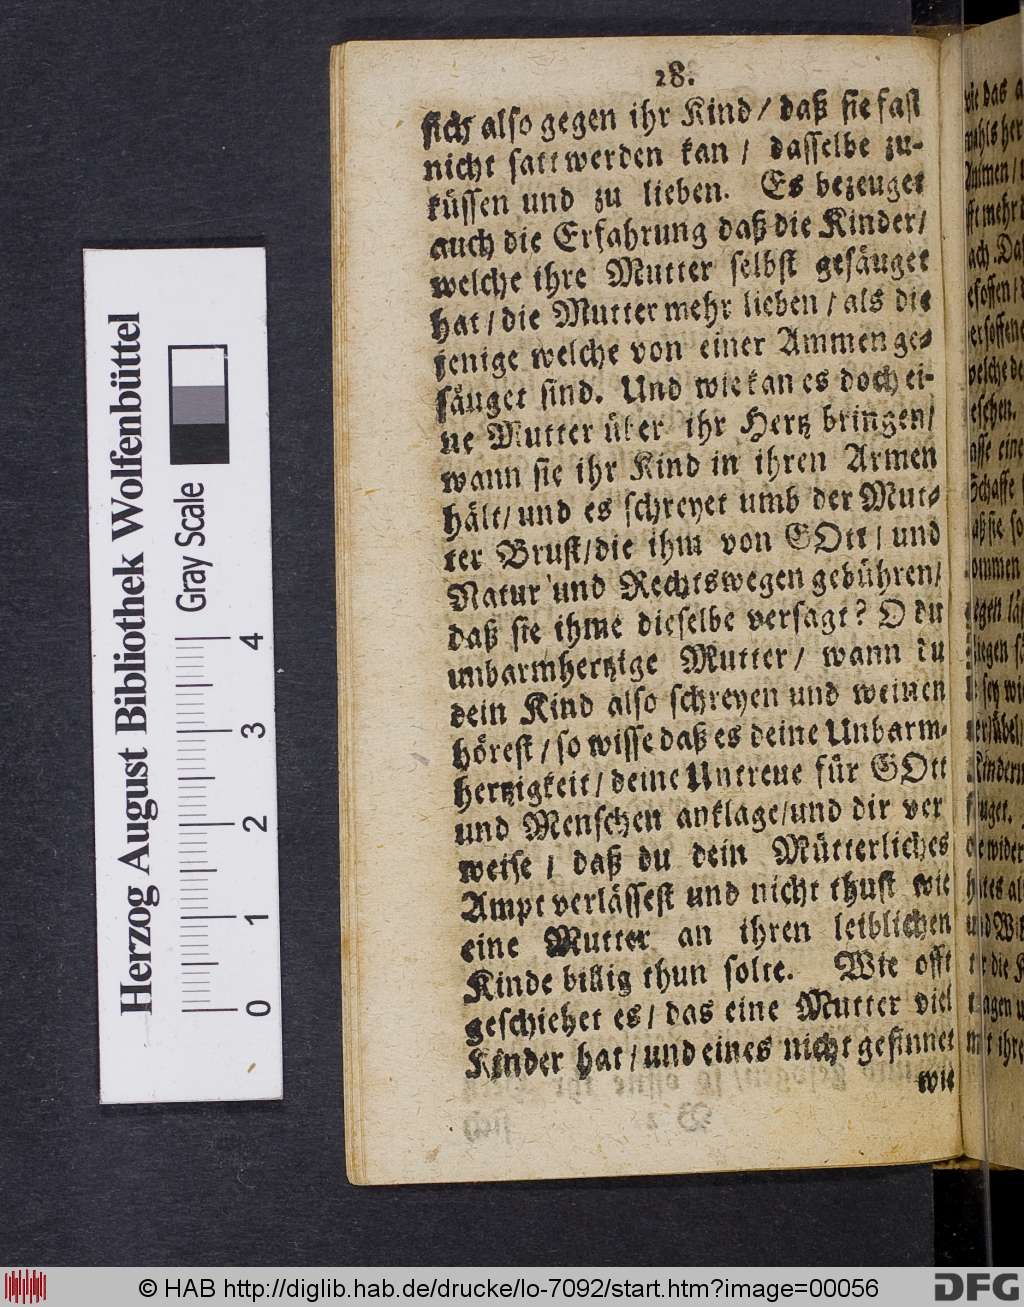 28.
sich also gegen ihr Kind / daß sie fast
nicht satt werden kan / dasselbe zu-
küssen und zu lieben. Es bezeuget
auch die Erfahrung daß die Kinder /
welche ihre Mutter selbst gesäuget
hat / die Mutter mehr lieben / als die
jenige welche von einer Ammen ge-
säuget sind. Und wie kan es doch ei-
ne Mutter über ihr Hertz bringen /
wann sie ihr Kind in ihren Armen
hält / und es schreyet umb der Mut-
ter Brust / die ihm von GOtt / und
Natur und Rechtswegen gebühren /
daß sie ihme dieselbe versagt? O du
unbarmhertzige Mutter / wann du
dein Kind also schreyen und weinen
hörest / so wisse daß es deine Unbarm-
hertzigkeit / deine Untreue für GOtt
und Menschen anklage / und dir ver
weise / daß du dein Mütterliches
Ampt verlässest und nicht thust wie
eine Mutter an ihren leiblichen
Kinde billig thun solte. Wie offt
geschiehet es / das eine Mutter viel
Kinder hat / und eines nicht gesinnet
wie
Herzog August Bibliothek Wolfenbüttel
Gray Scale
0 1 2 3 4
© HAB http://diglib.hab.de/drucke/lo-7092/start.htm?image=00056
DFG